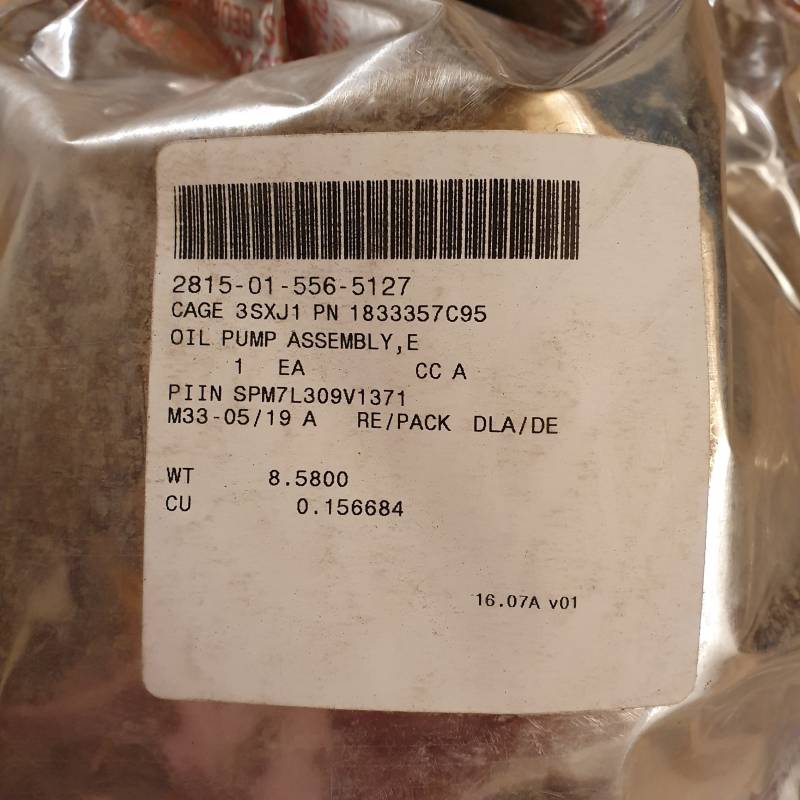 2815-01-556-5127
CAGE 3SXJ1 PN 1833357C95
OIL PUMP ASSEMBLY,E
1 EA CC A
PIIN SPM7L309V1371
M33-05/19 A RE/PACK DLA/DE
WT 8.5800
CU 0.156684
16.07A v01